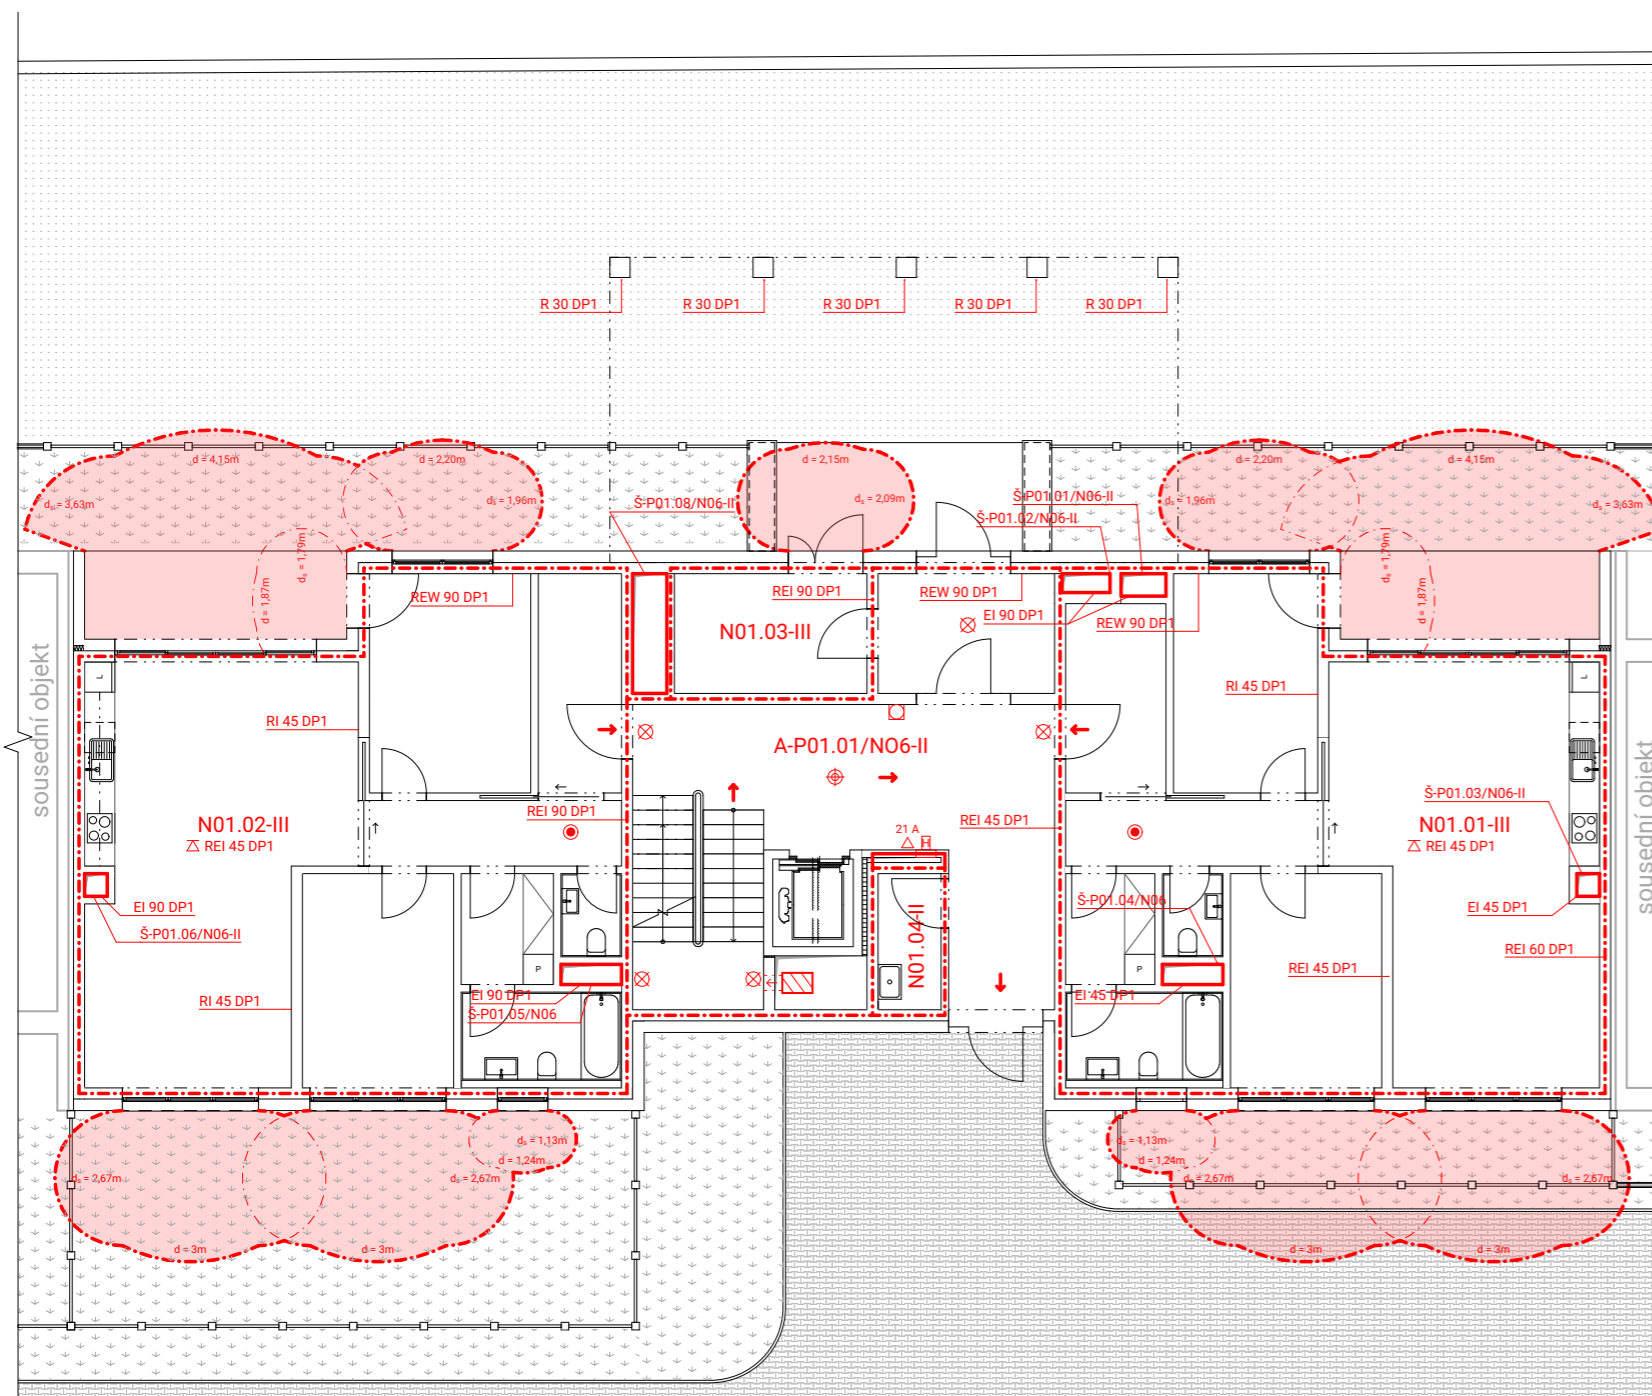 R 30 DP1
R 30 DP1
R 30 DP1
R 30 DP1
R 30 DP1
d = 4,15m
d = 2,20m
d = 2,15m
d = 2,20m
d = 4,15m
dₛ = 3,63m
dₛ = 1,96m
Š-P01.08/N06-II
dₛ = 2,09m
Š-P01.01/N06-II
Š-P01.02/N06-II
dₛ = 1,96m
dₛ = 3,63m
dₛ = 1,79m
d = 1,87m
dₛ = 1,79m
d = 1,87m
REW 90 DP1
REI 90 DP1
REW 90 DP1
EI 90 DP1
REW 90 DP1
N01.03-III
RI 45 DP1
RI 45 DP1
L
L
A-P01.01/NO6-II
sousední objekt
sousední objekt
REI 90 DP1
REI 45 DP1
Š-P01.03/N06-II
N01.02-III
REI 45 DP1
21 A
H
N01.01-III
REI 45 DP1
EI 90 DP1
Š-P01.06/N06-II
N01.04-II
Š-P01.04/N06
EI 45 DP1
REI 60 DP1
P
P
RI 45 DP1
EI 90 DP1
Š-P01.05/N06
EI 45 DP1
REI 45 DP1
dₛ = 1,13m
d = 1,24m
dₛ = 2,67m
dₛ = 2,67m
d = 3m
d = 3m
dₛ = 1,13m
d = 1,24m
dₛ = 2,67m
dₛ = 2,67m
d = 3m
d = 3m